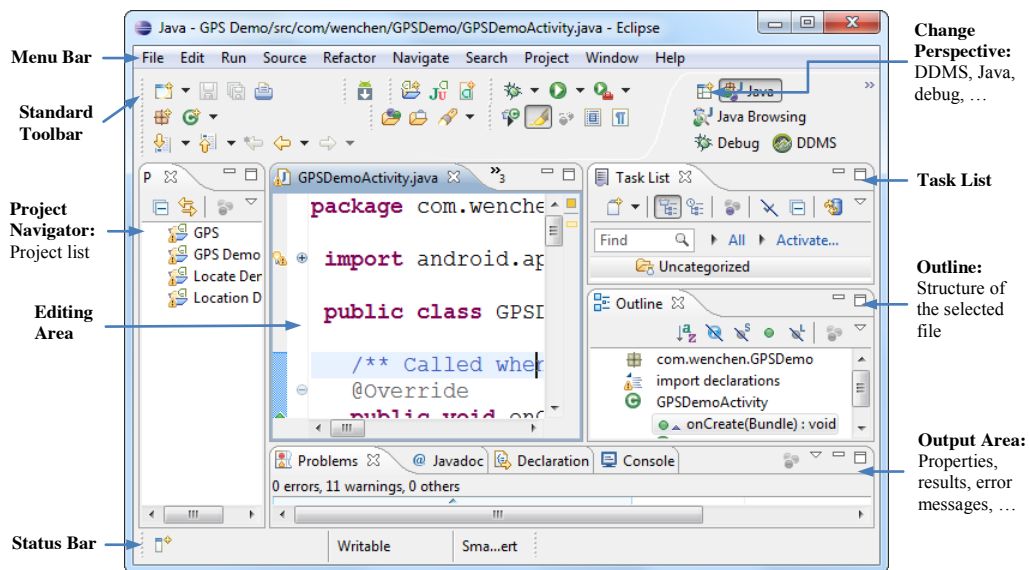 Java - GPS Demo/src/com/wenchen/GPSDemo/GPSDemoActivity.java - Eclipse
File Edit Run Source Refactor Navigate Search Project Window Help
Menu Bar
Standard
Toolbar
Change
Perspective:
DDMS, Java,
debug, …
Java
Java Browsing
Debug DDMS
Project
Navigator:
Project list
P
GPS
GPS Demo
Locate Der
Location D
Editing
Area
GPSDemoActivity.java
»3
package com.wenche
import android.ap
public class GPSD
/** Called wher
@Override
public void onC
Task List
Task List
Find All Activate...
Uncategorized
Outline
Outline:
Structure of
the selected
file
com.wenchen.GPSDemo
import declarations
GPSDemoActivity
onCreate(Bundle) : void
Problems @ Javadoc Declaration Console
0 errors, 11 warnings, 0 others
Output Area:
Properties,
results, error
messages, …
Status Bar
Writable Sma...ert